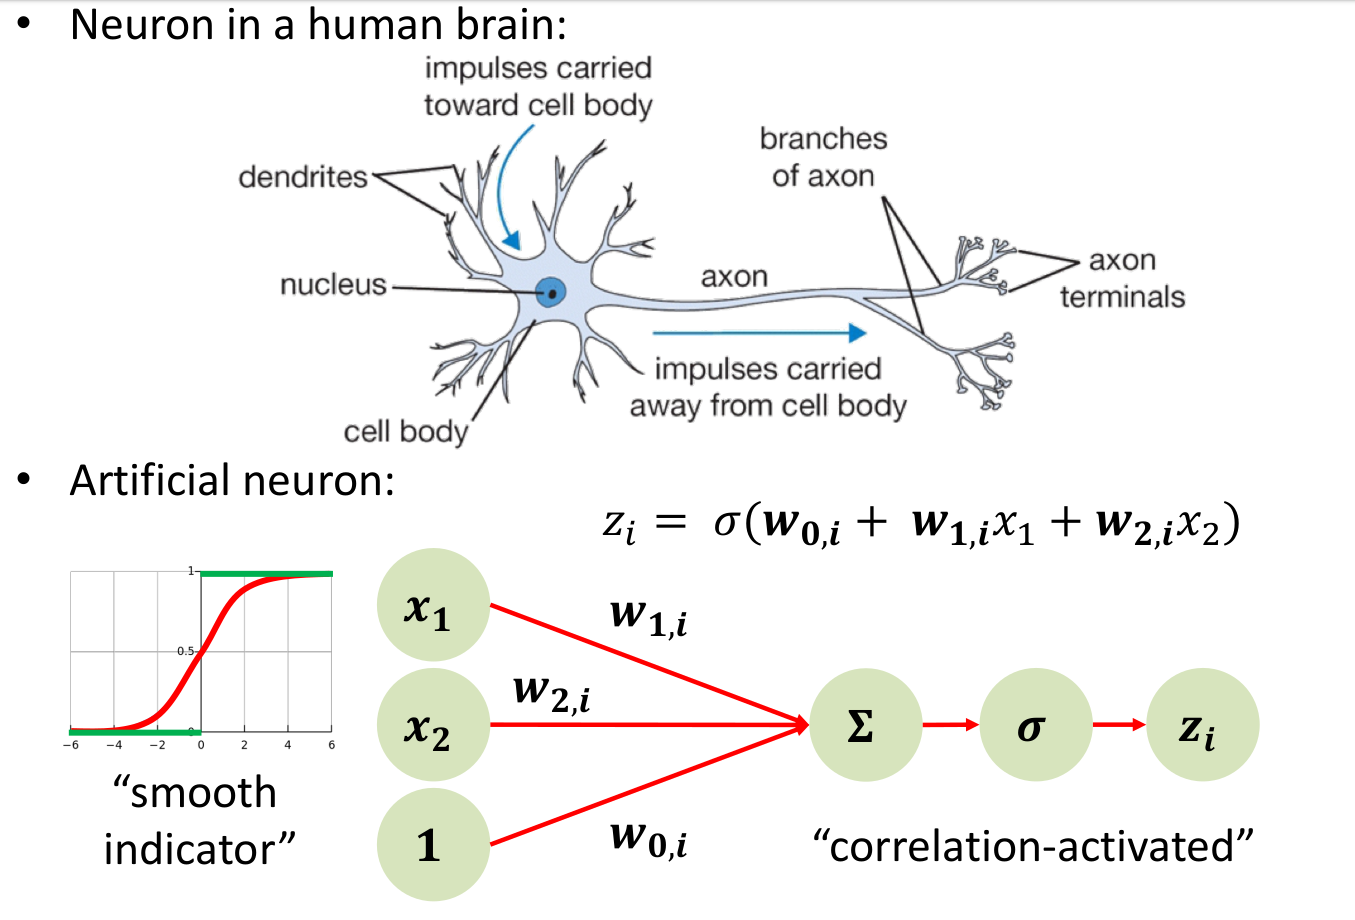 • Neuron in a human brain:
impulses carried
toward cell body
branches
of axon
dendrites
axon
terminals
nucleus
axon
impulses carried
away from cell body
cell body
• Artificial neuron:
z_i = σ(w_{0,i} + w_{1,i}x_1 + w_{2,i}x_2)
1
0.5
0
−6 −4 −2 0 2 4 6
“smooth
indicator”
x_1
w_{1,i}
w_{2,i}
x_2
Σ σ z_i
1
w_{0,i}
“correlation-activated”